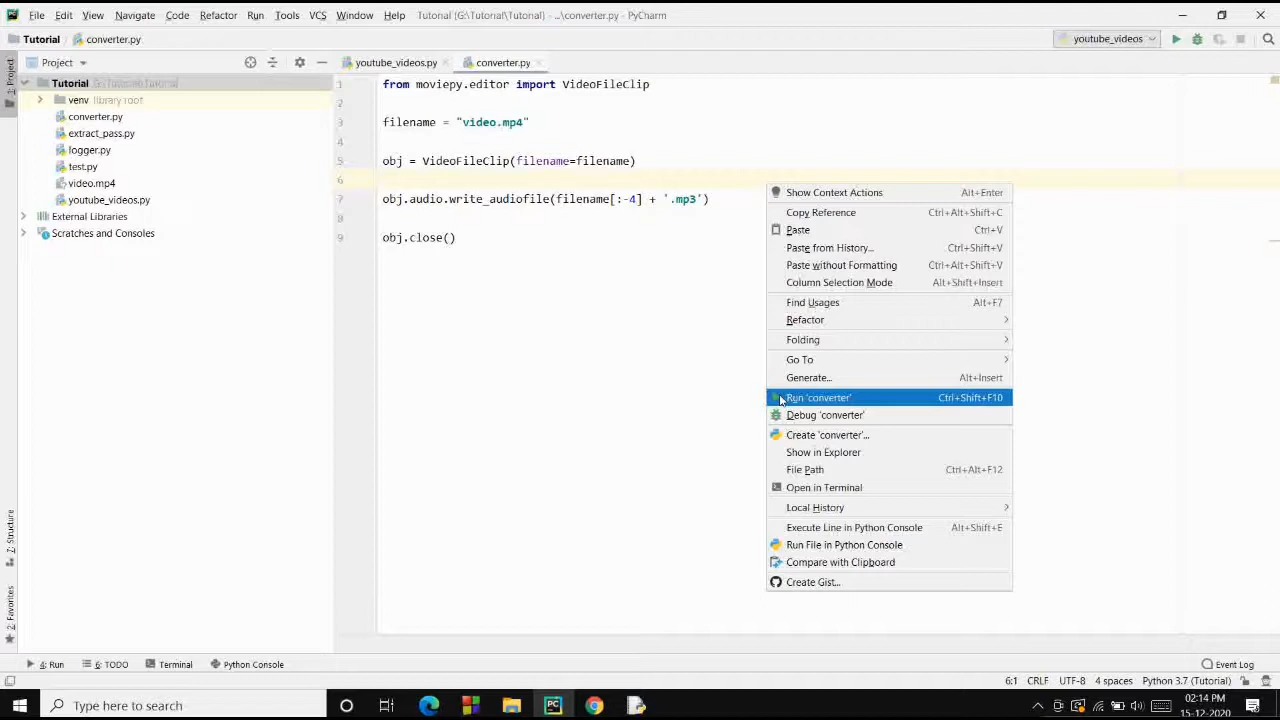 File Edit View Navigate Code Refactor Run Tools VCS Window Help Tutorial (G:\Tutorial\Tutorial) - ...\converter.py - PyCharm
Tutorial converter.py youtube_videos
1: Project
Project youtube_videos.py converter.py
Tutorial G:\Tutorial\Tutorial
venv library root
converter.py
extract_pass.py
logger.py
test.py
video.mp4
youtube_videos.py
External Libraries
Scratches and Consoles
1 from moviepy.editor import VideoFileClip
2
3 filename = "video.mp4"
4
5 obj = VideoFileClip(filename=filename)
6
7 obj.audio.write_audiofile(filename[:-4] + '.mp3')
8
9 obj.close()
Show Context Actions Alt+Enter
Copy Reference Ctrl+Alt+Shift+C
Paste Ctrl+V
Paste from History...  Ctrl+Shift+V
Paste without Formatting Ctrl+Alt+Shift+V
Column Selection Mode Alt+Shift+Insert
Find Usages Alt+F7
Refactor
Folding
Go To
Generate... Alt+Insert
Run 'converter' Ctrl+Shift+F10
Debug 'converter'
Create 'converter'...
Show in Explorer
File Path Ctrl+Alt+F12
Open in Terminal
Local History
Execute Line in Python Console Alt+Shift+E
Run File in Python Console
Compare with Clipboard
Create Gist...
Z: Structure
2: Favorites
4: Run 6: TODO Terminal Python Console Event Log
6:1 CRLF UTF-8 4 spaces Python 3.7 (Tutorial)
Type here to search
PC
02:14 PM
15-12-2020